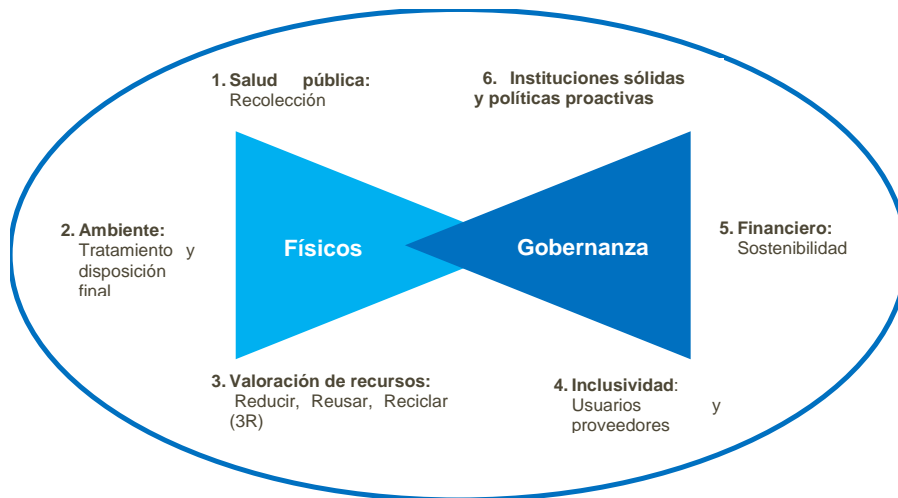 1. Salud pública:
Recolección
6. Instituciones sólidas
y políticas proactivas
2. Ambiente:
Tratamiento y
disposición
final
Físicos
Gobernanza
5. Financiero:
Sostenibilidad
3. Valoración de recursos:
Reducir, Reusar, Reciclar
(3R)
4. Inclusividad:
Usuarios y
proveedores